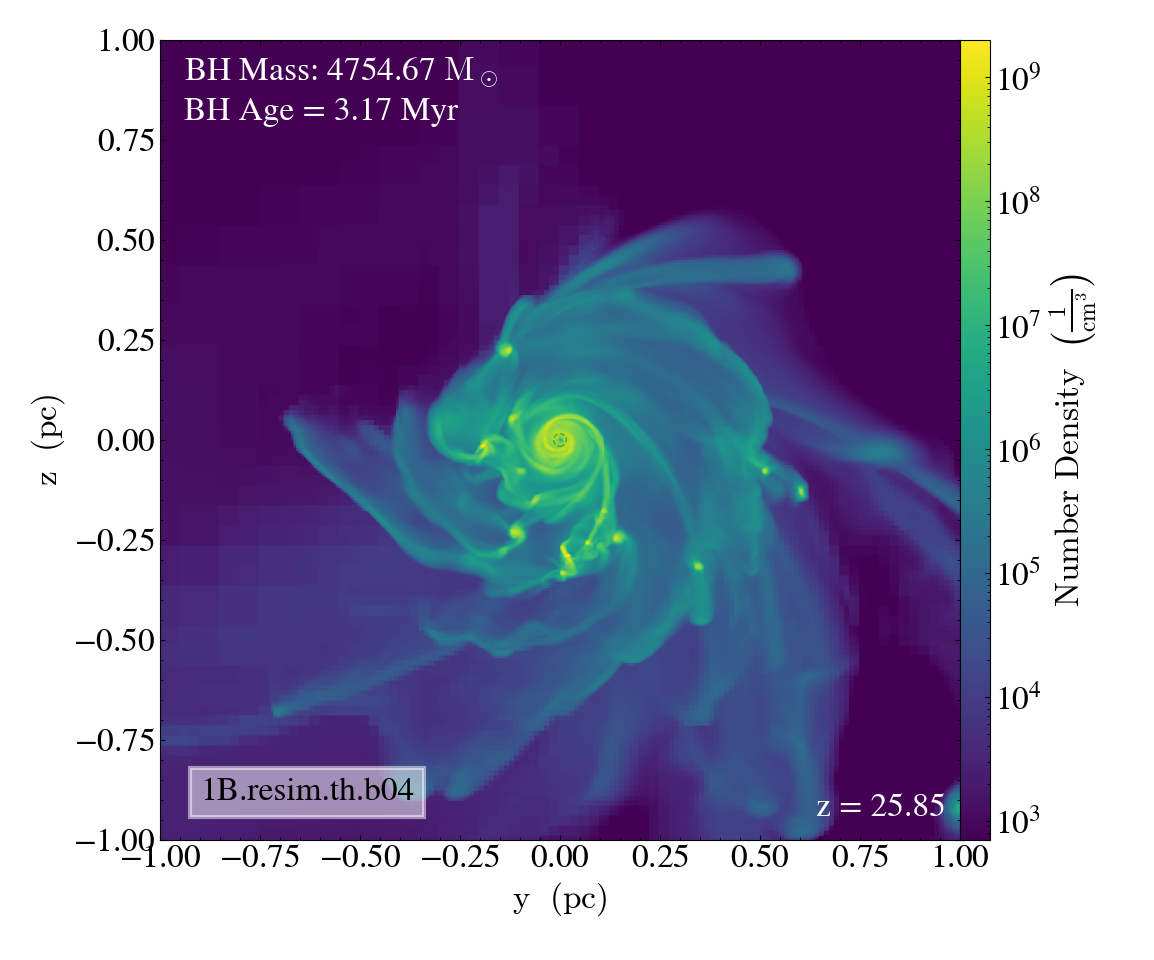 BH Mass: 4754.67 M⊙
BH Age = 3.17 Myr
1B.resim.th.b04
z = 25.85
1.00
0.75
0.50
0.25
0.00
−0.25
−0.50
−0.75
−1.00
z (pc)
−1.00 −0.75 −0.50 −0.25 0.00 0.25 0.50 0.75 1.00
y (pc)
10⁹
10⁸
10⁷
10⁶
10⁵
10⁴
10³
Number Density (1/cm³)